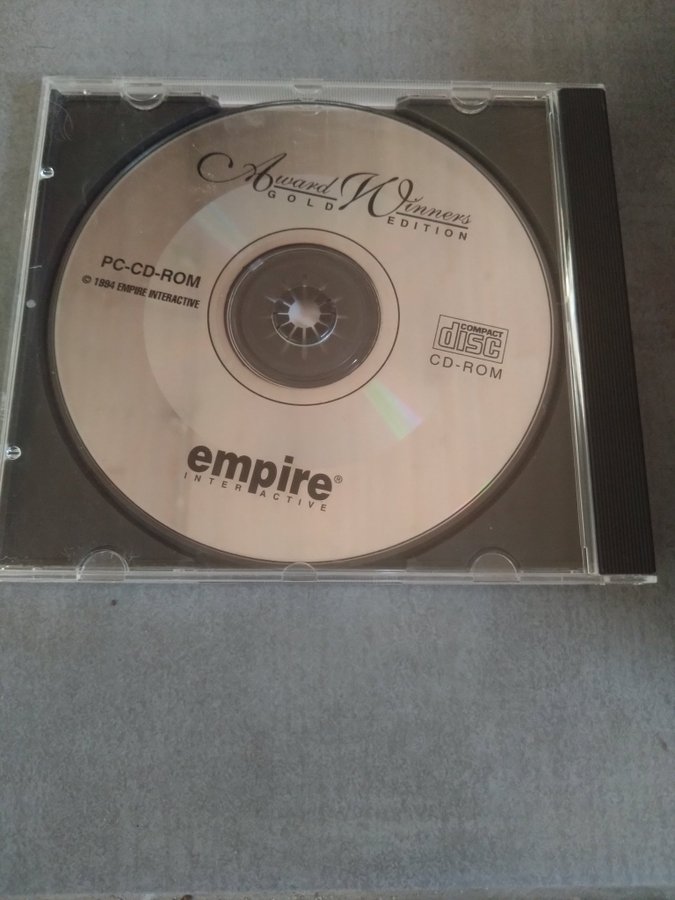 Award Winners
GOLD EDITION
PC-CD-ROM
© 1994 EMPIRE INTERACTIVE
COMPACT
disc
CD-ROM
empire®
INTERACTIVE